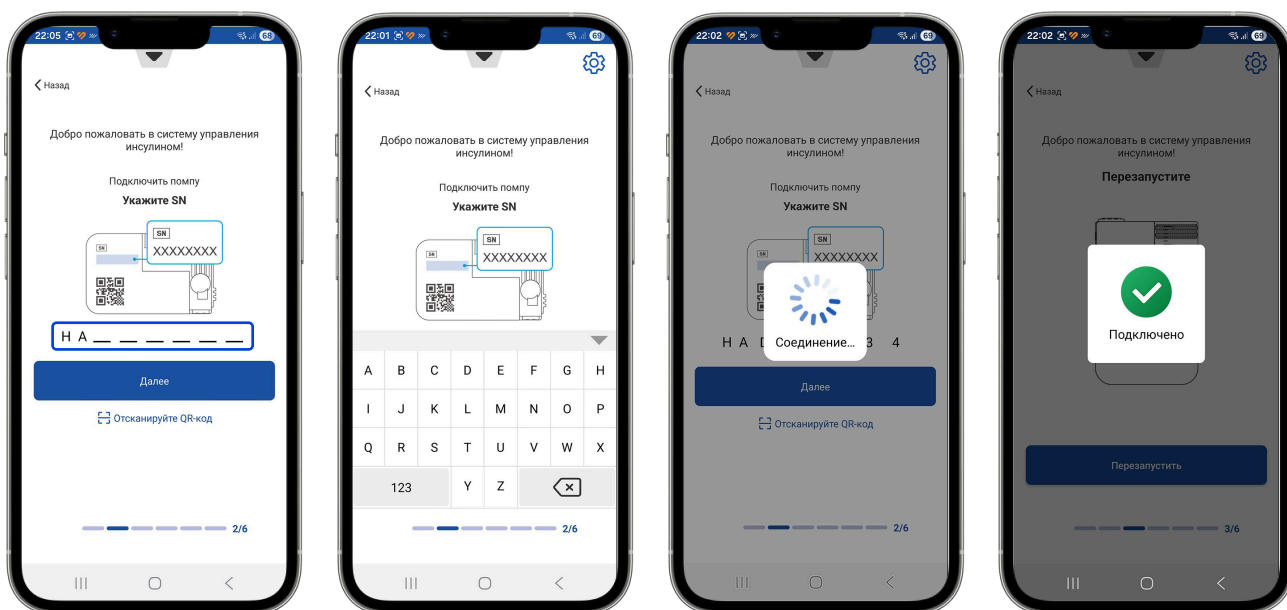 22:05
68
Назад
Добро пожаловать в систему управления
инсулином!
Подключить помпу
Укажите SN
SN
XXXXXXXX
SN
H A _ _ _ _ _ _
Далее
Отсканируйте QR-код
2/6
22:01
69
Назад
Добро пожаловать в систему управления
инсулином!
Подключить помпу
Укажите SN
SN
XXXXXXXX
SN
A B C D E F G H
I J K L M N O P
Q R S T U V W X
123 Y Z
2/6
22:02
69
Назад
Добро пожаловать в систему управления
инсулином!
Подключить помпу
Укажите SN
SN
XXXXXXXX
SN
Соединение...
H A 3 4
Далее
Отсканируйте QR-код
2/6
22:02
69
Назад
Добро пожаловать в систему управления
инсулином!
Перезапустите
Подключено
Перезапустить
3/6